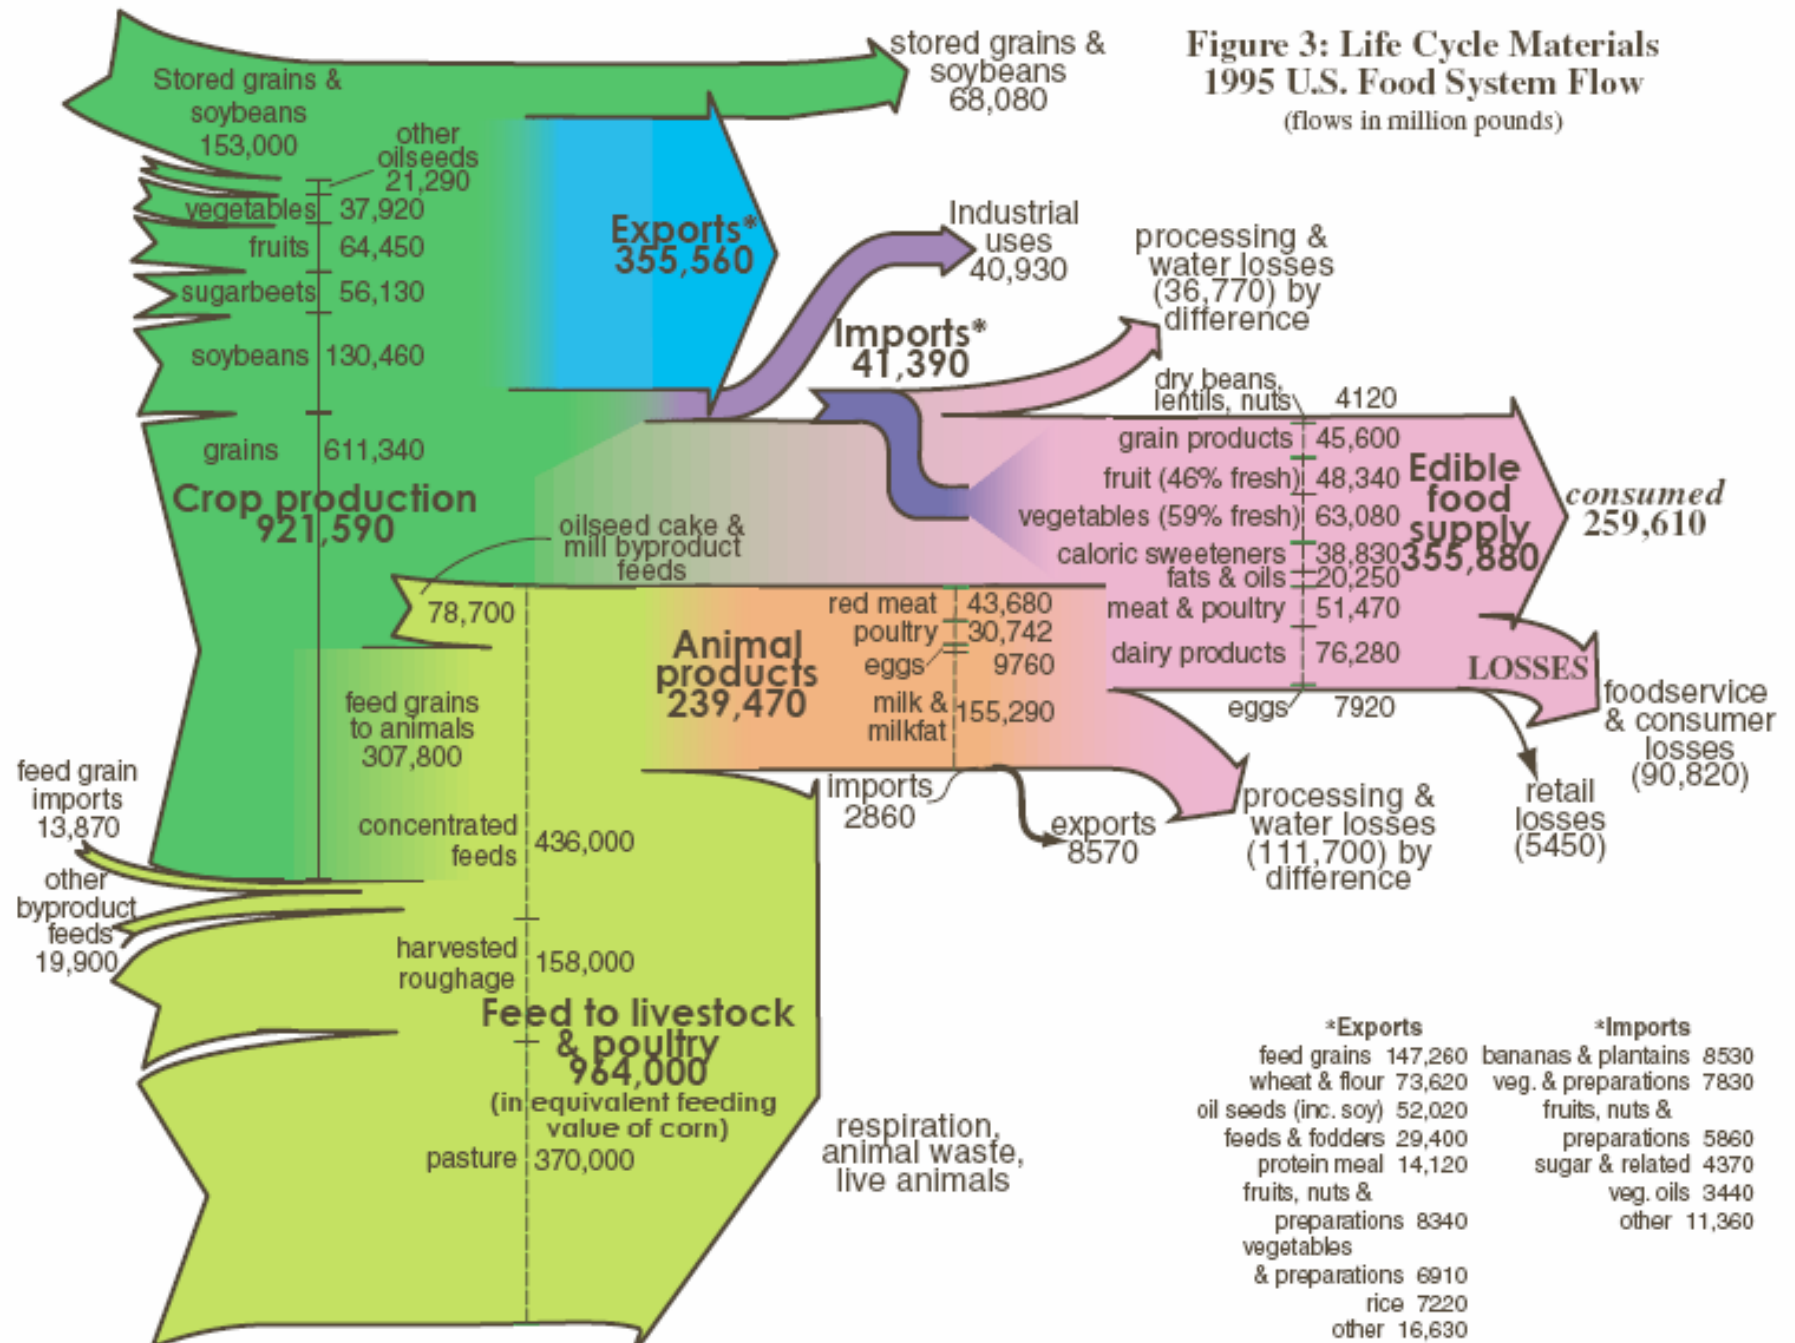 Figure 3: Life Cycle Materials
1995 U.S. Food System Flow
(flows in million pounds)
stored grains &
soybeans
68,080
Stored grains &
soybeans
153,000
other
oilseeds
21,290
vegetables 37,920
fruits 64,450
sugarbeets 56,130
soybeans 130,460
grains 611,340
Crop production
921,590
Exports*
355,560
Industrial
uses
40,930
Imports*
41,390
processing &
water losses
(36,770) by
difference
dry beans,
lentils, nuts 4120
grain products 45,600
fruit (46% fresh) 48,340
vegetables (59% fresh) 63,080
caloric sweeteners 38,830
fats & oils 20,250
meat & poultry 51,470
dairy products 76,280
eggs 7920
Edible
food
supply
355,880
consumed
259,610
LOSSES
foodservice
& consumer
losses
(90,820)
retail
losses
(5450)
oilseed cake &
mill byproduct
feeds
78,700
Animal
products
239,470
red meat 43,680
poultry 30,742
eggs 9760
milk &
milkfat 155,290
imports
2860
exports
8570
processing &
water losses
(111,700) by
difference
feed grains
to animals
307,800
feed grain
imports
13,870
other
byproduct
feeds
19,900
concentrated
feeds 436,000
harvested
roughage 158,000
Feed to livestock
& poultry
964,000
(in equivalent feeding
value of corn)
pasture 370,000
respiration,
animal waste,
live animals
*Exports
feed grains 147,260
wheat & flour 73,620
oil seeds (inc. soy) 52,020
feeds & fodders 29,400
protein meal 14,120
fruits, nuts &
preparations 8340
vegetables
& preparations 6910
rice 7220
other 16,630
*Imports
bananas & plantains 8530
veg. & preparations 7830
fruits, nuts &
preparations 5860
sugar & related 4370
veg. oils 3440
other 11,360